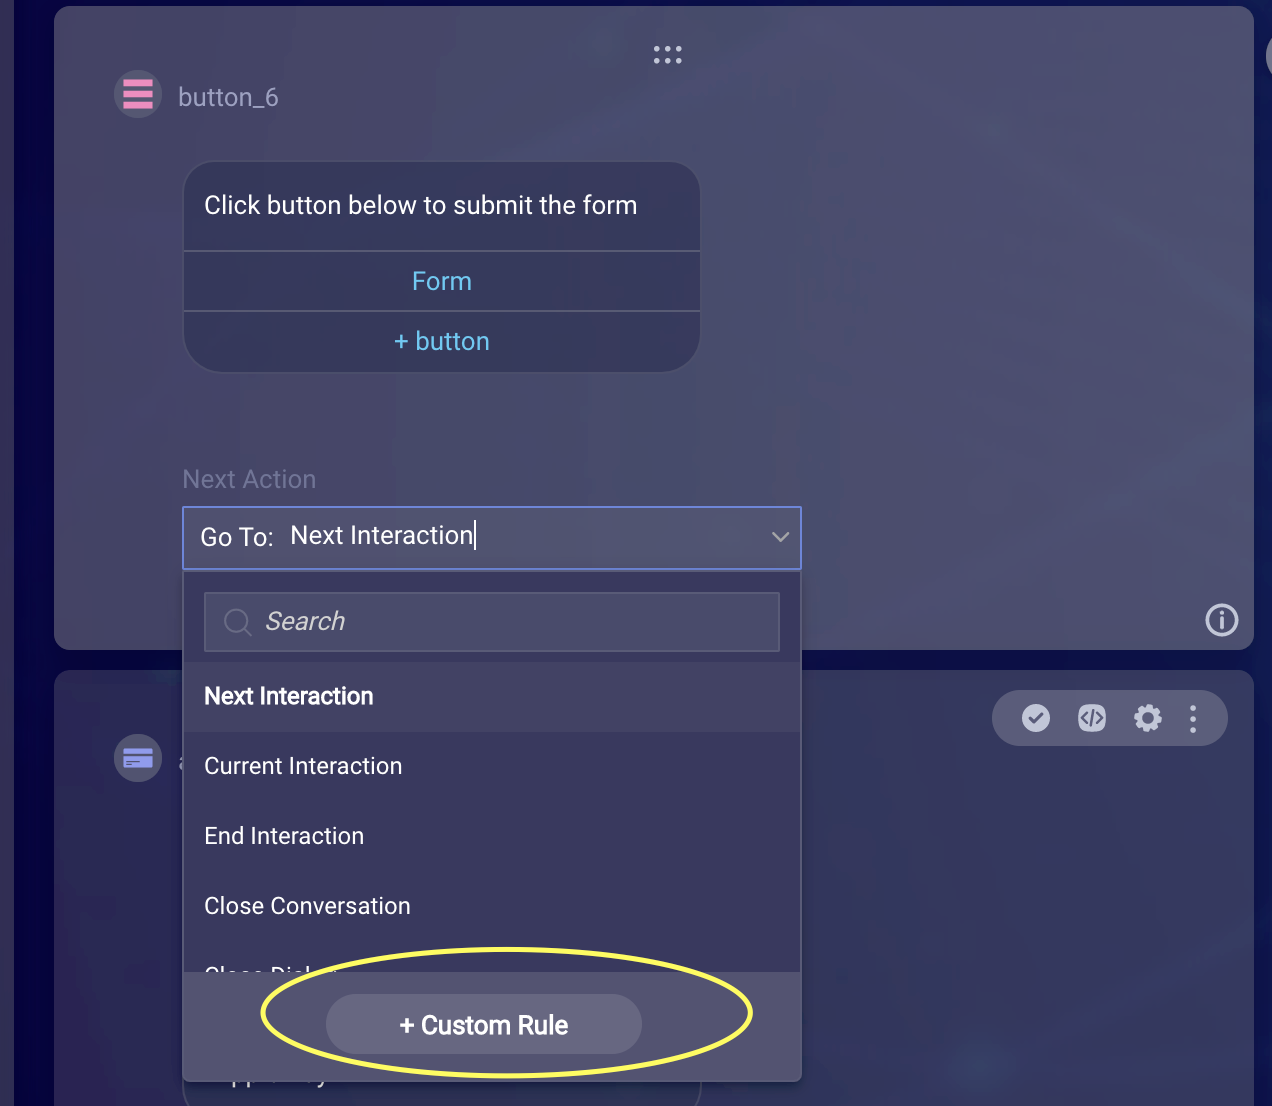 button_6
Click button below to submit the form
Form
+ button
Next Action
Go To: Next Interaction
Search
Next Interaction
Current Interaction
End Interaction
Close Conversation
+ Custom Rule